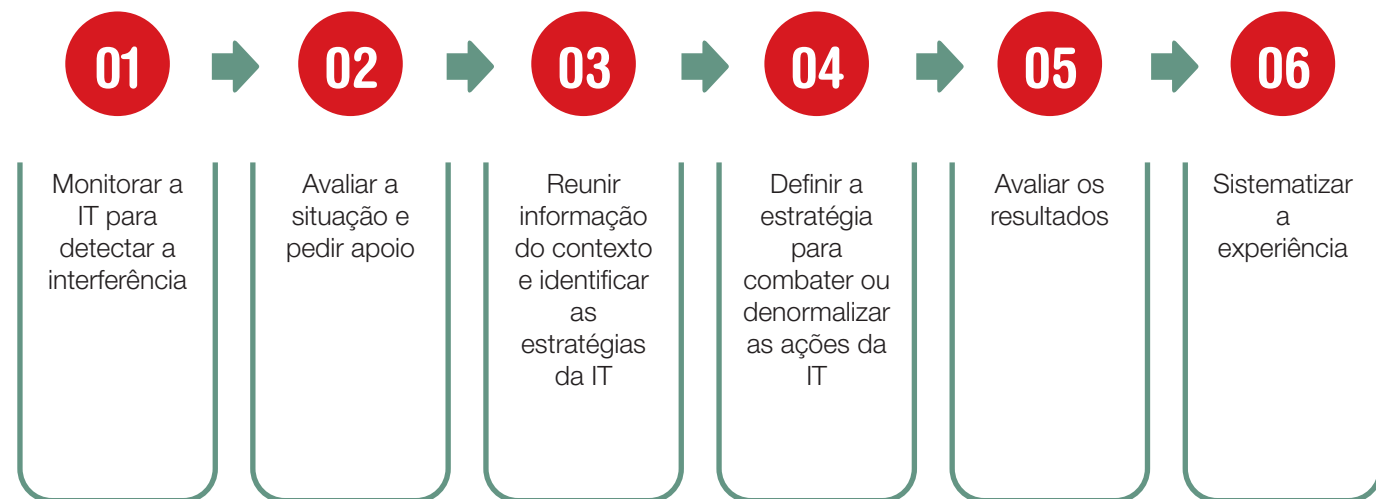 01
02
03
04
05
06
Monitorar a
IT para
detectar a
interferência
Avaliar a
situação e
pedir apoio
Reunir
informação
do contexto
e identificar
as
estratégias
da IT
Definir a
estratégia
para
combater ou
denormalizar
as ações da
IT
Avaliar os
resultados
Sistematizar
a
experiência